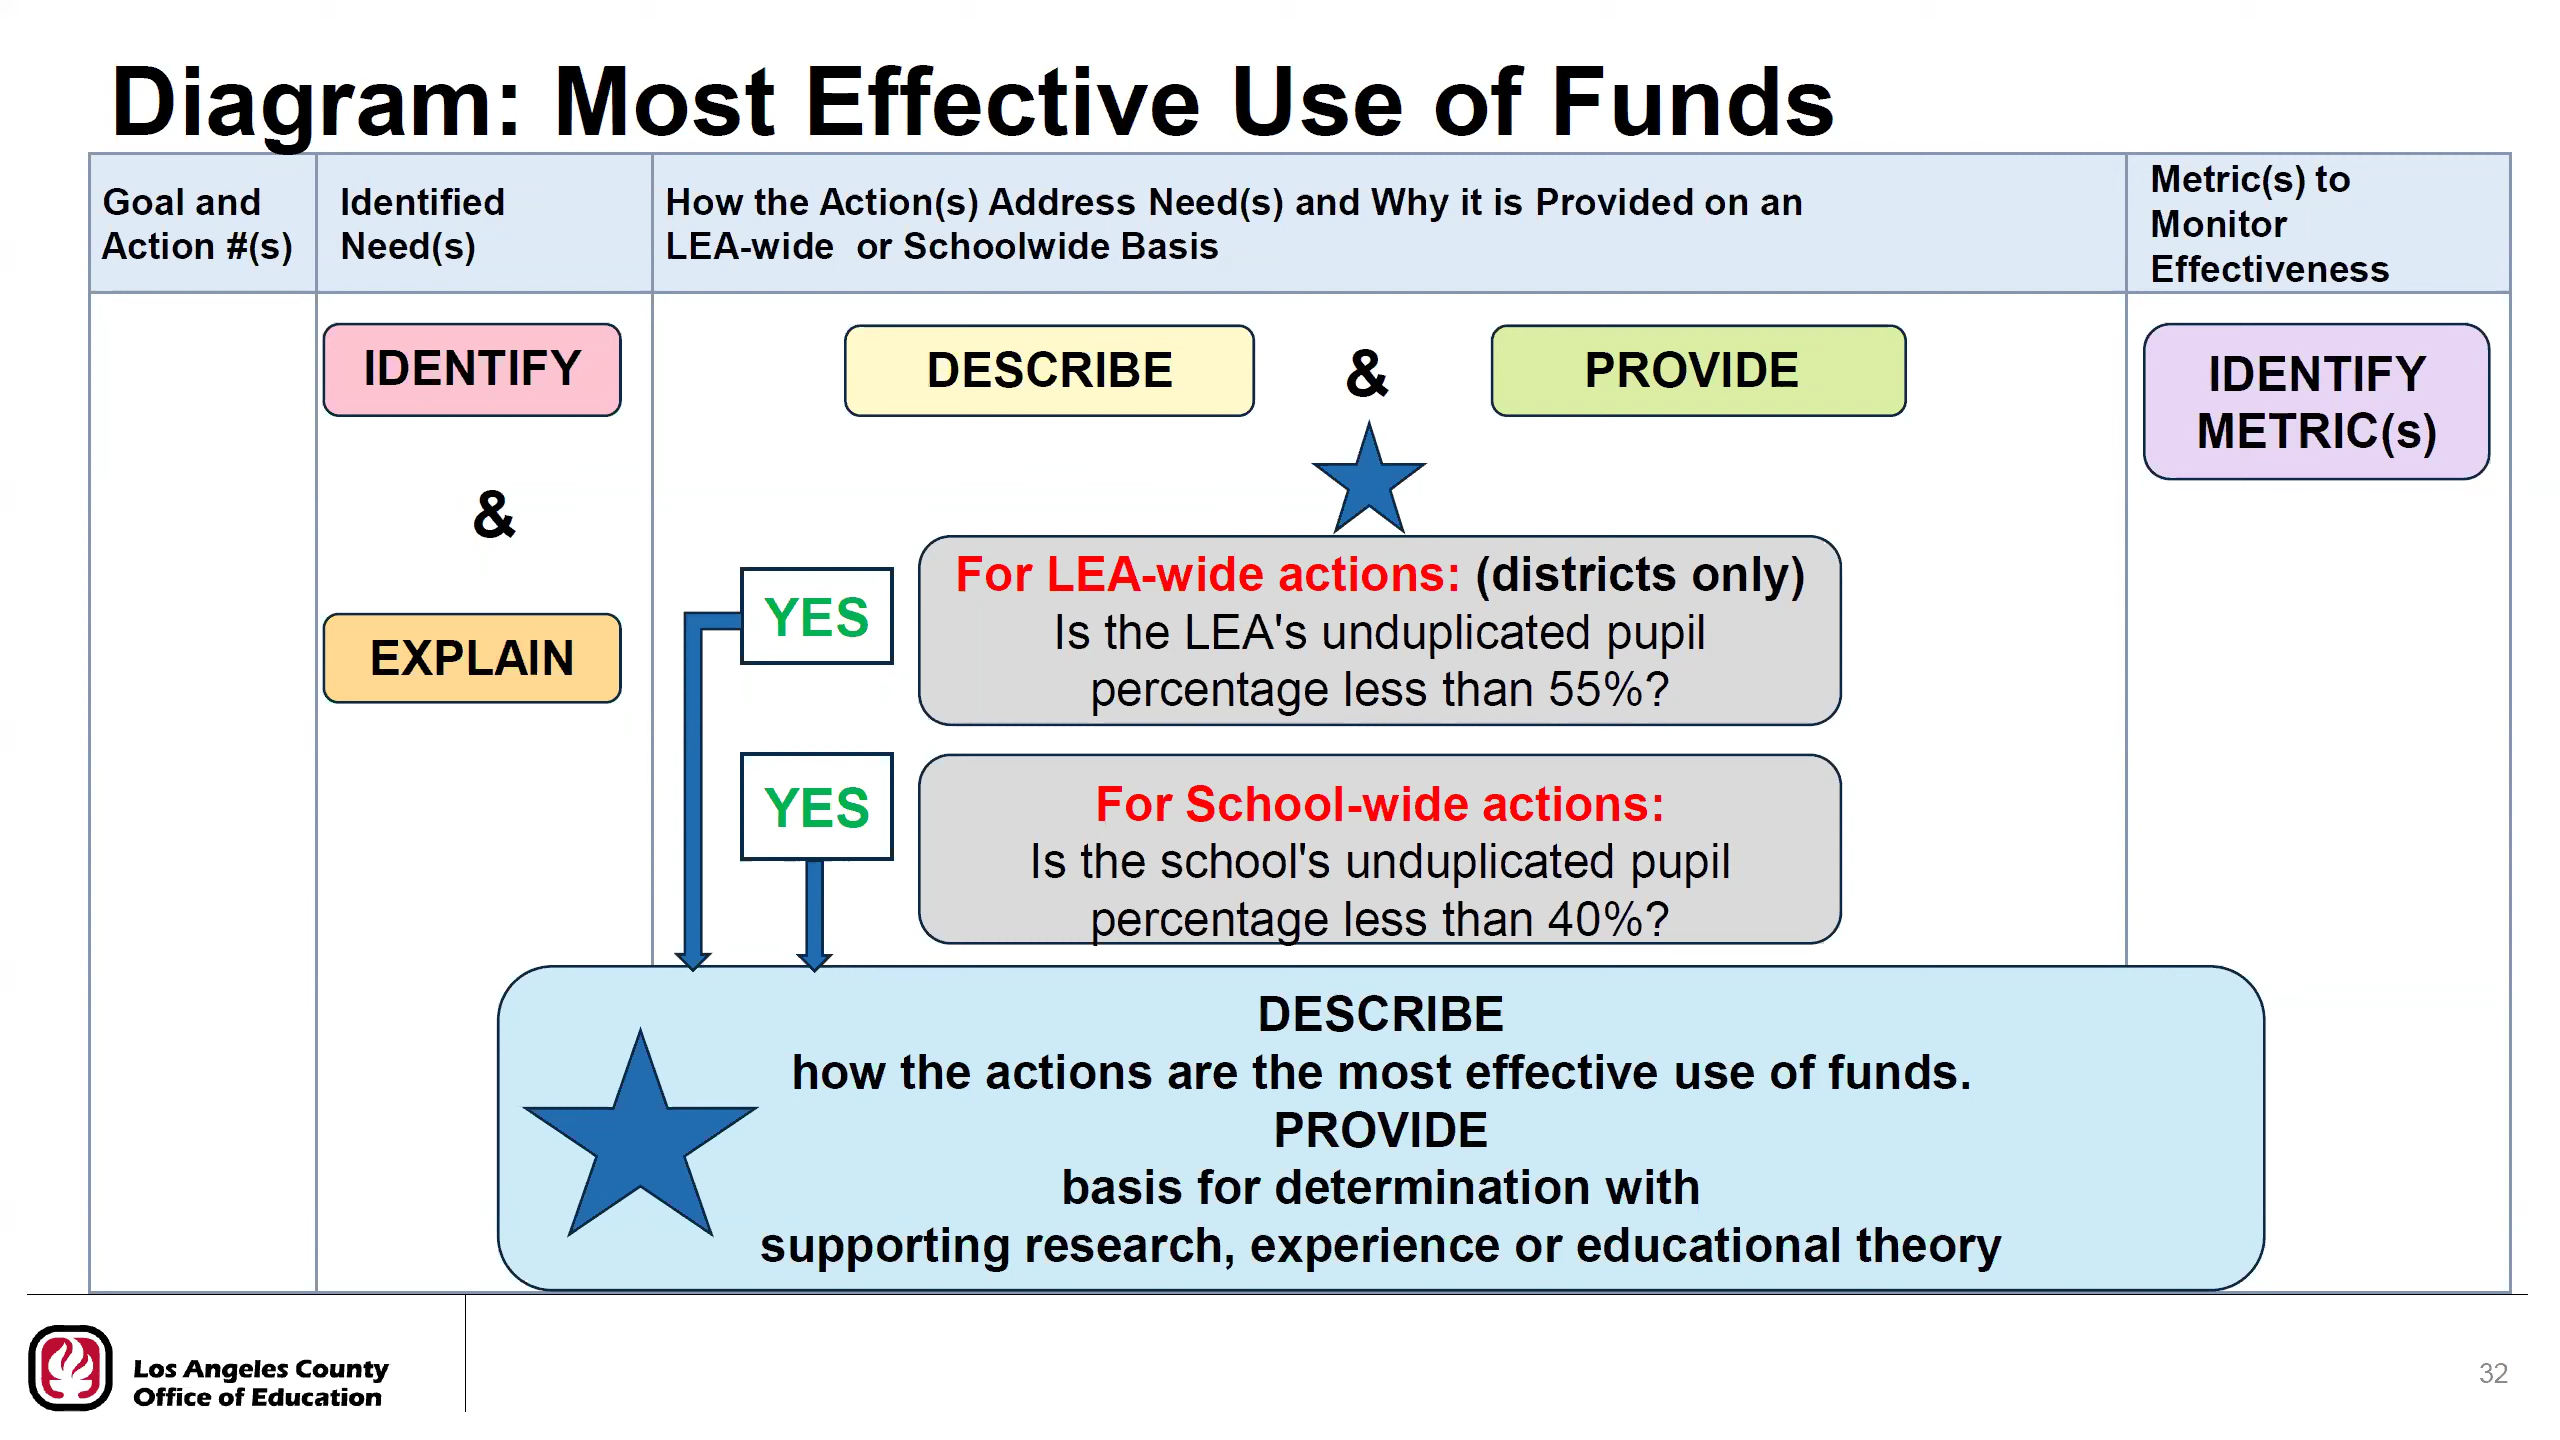 Diagram: Most Effective Use of Funds
Goal and
Action #(s)
Identified
Need(s)
How the Action(s) Address Need(s) and Why it is Provided on an
LEA-wide or Schoolwide Basis
Metric(s) to
Monitor
Effectiveness
IDENTIFY
&
EXPLAIN
DESCRIBE
&
PROVIDE
IDENTIFY
METRIC(s)
YES
For LEA-wide actions: (districts only)
Is the LEA's unduplicated pupil
percentage less than 55%?
YES
For School-wide actions:
Is the school's unduplicated pupil
percentage less than 40%?
DESCRIBE
how the actions are the most effective use of funds.
PROVIDE
basis for determination with
supporting research, experience or educational theory
Los Angeles County
Office of Education
32